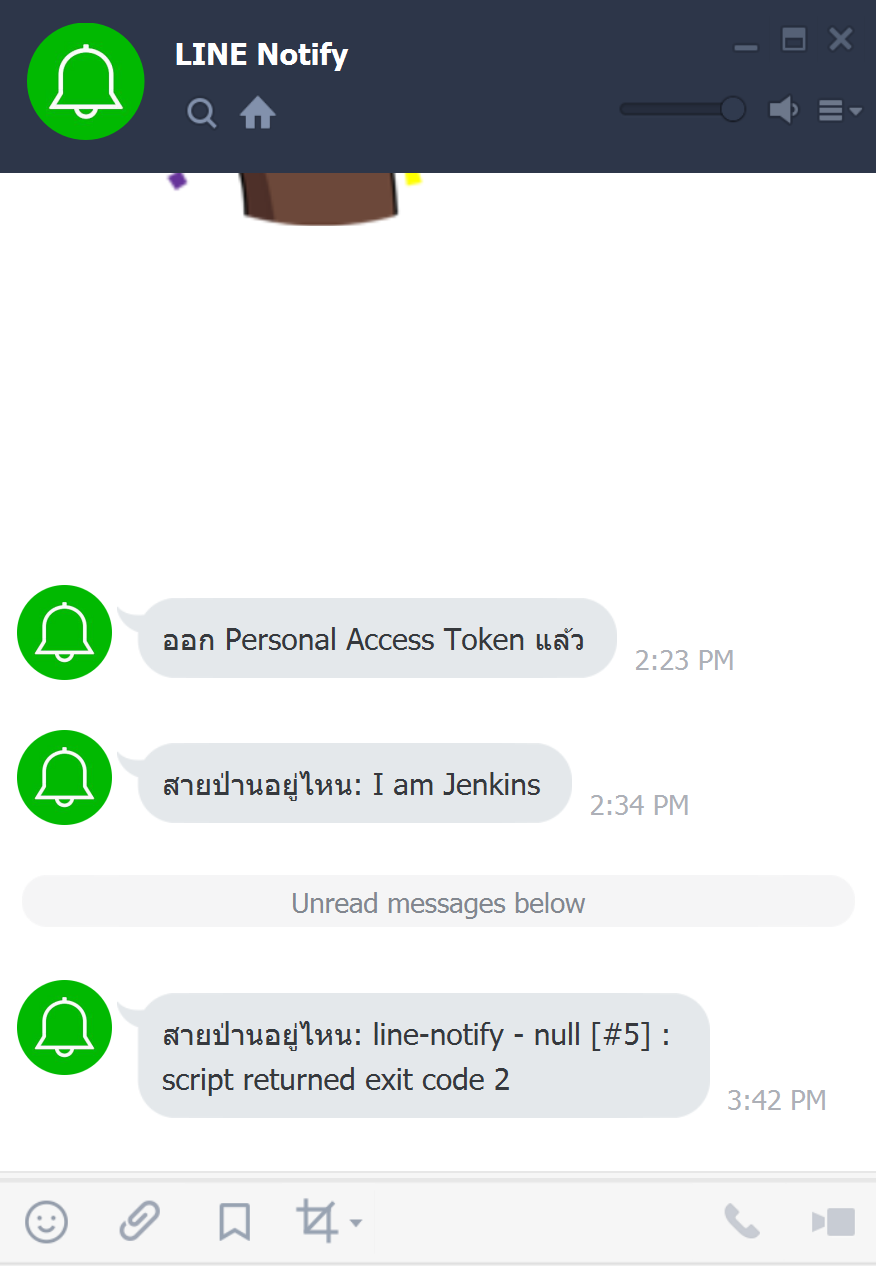 LINE Notify
ออก Personal Access Token แล้ว
2:23 PM
สายป่านอยู่ไหน: I am Jenkins
2:34 PM
Unread messages below
สายป่านอยู่ไหน: line-notify - null [#5] :
script returned exit code 2
3:42 PM